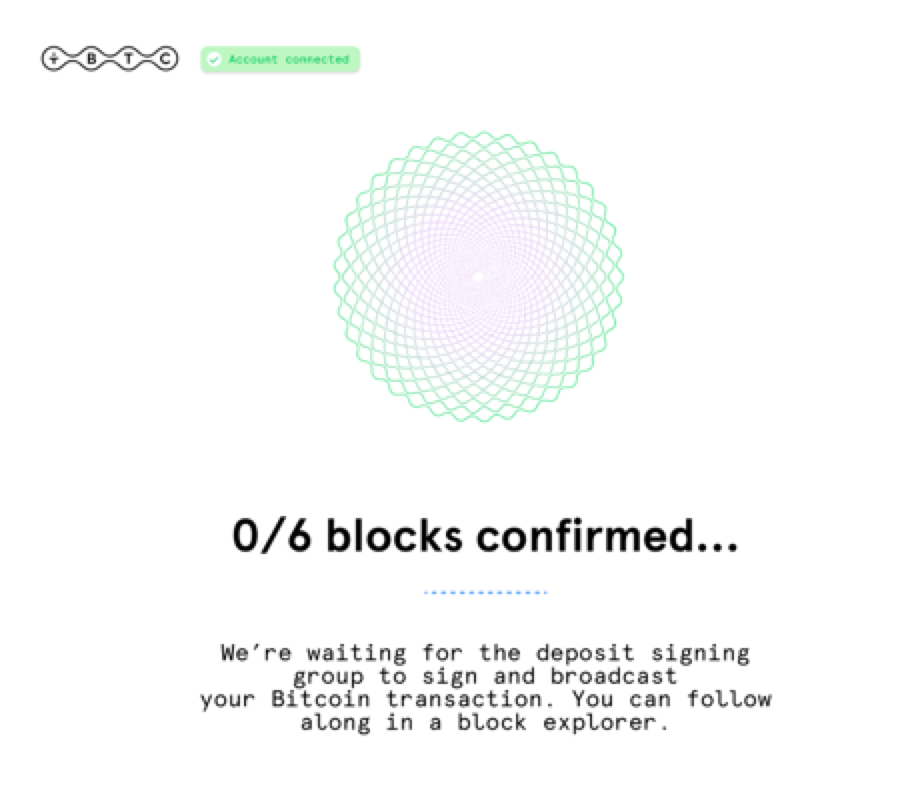 B T C
Account connected
0/6 blocks confirmed...
We're waiting for the deposit signing
group to sign and broadcast
your Bitcoin transaction. You can follow
along in a block explorer.